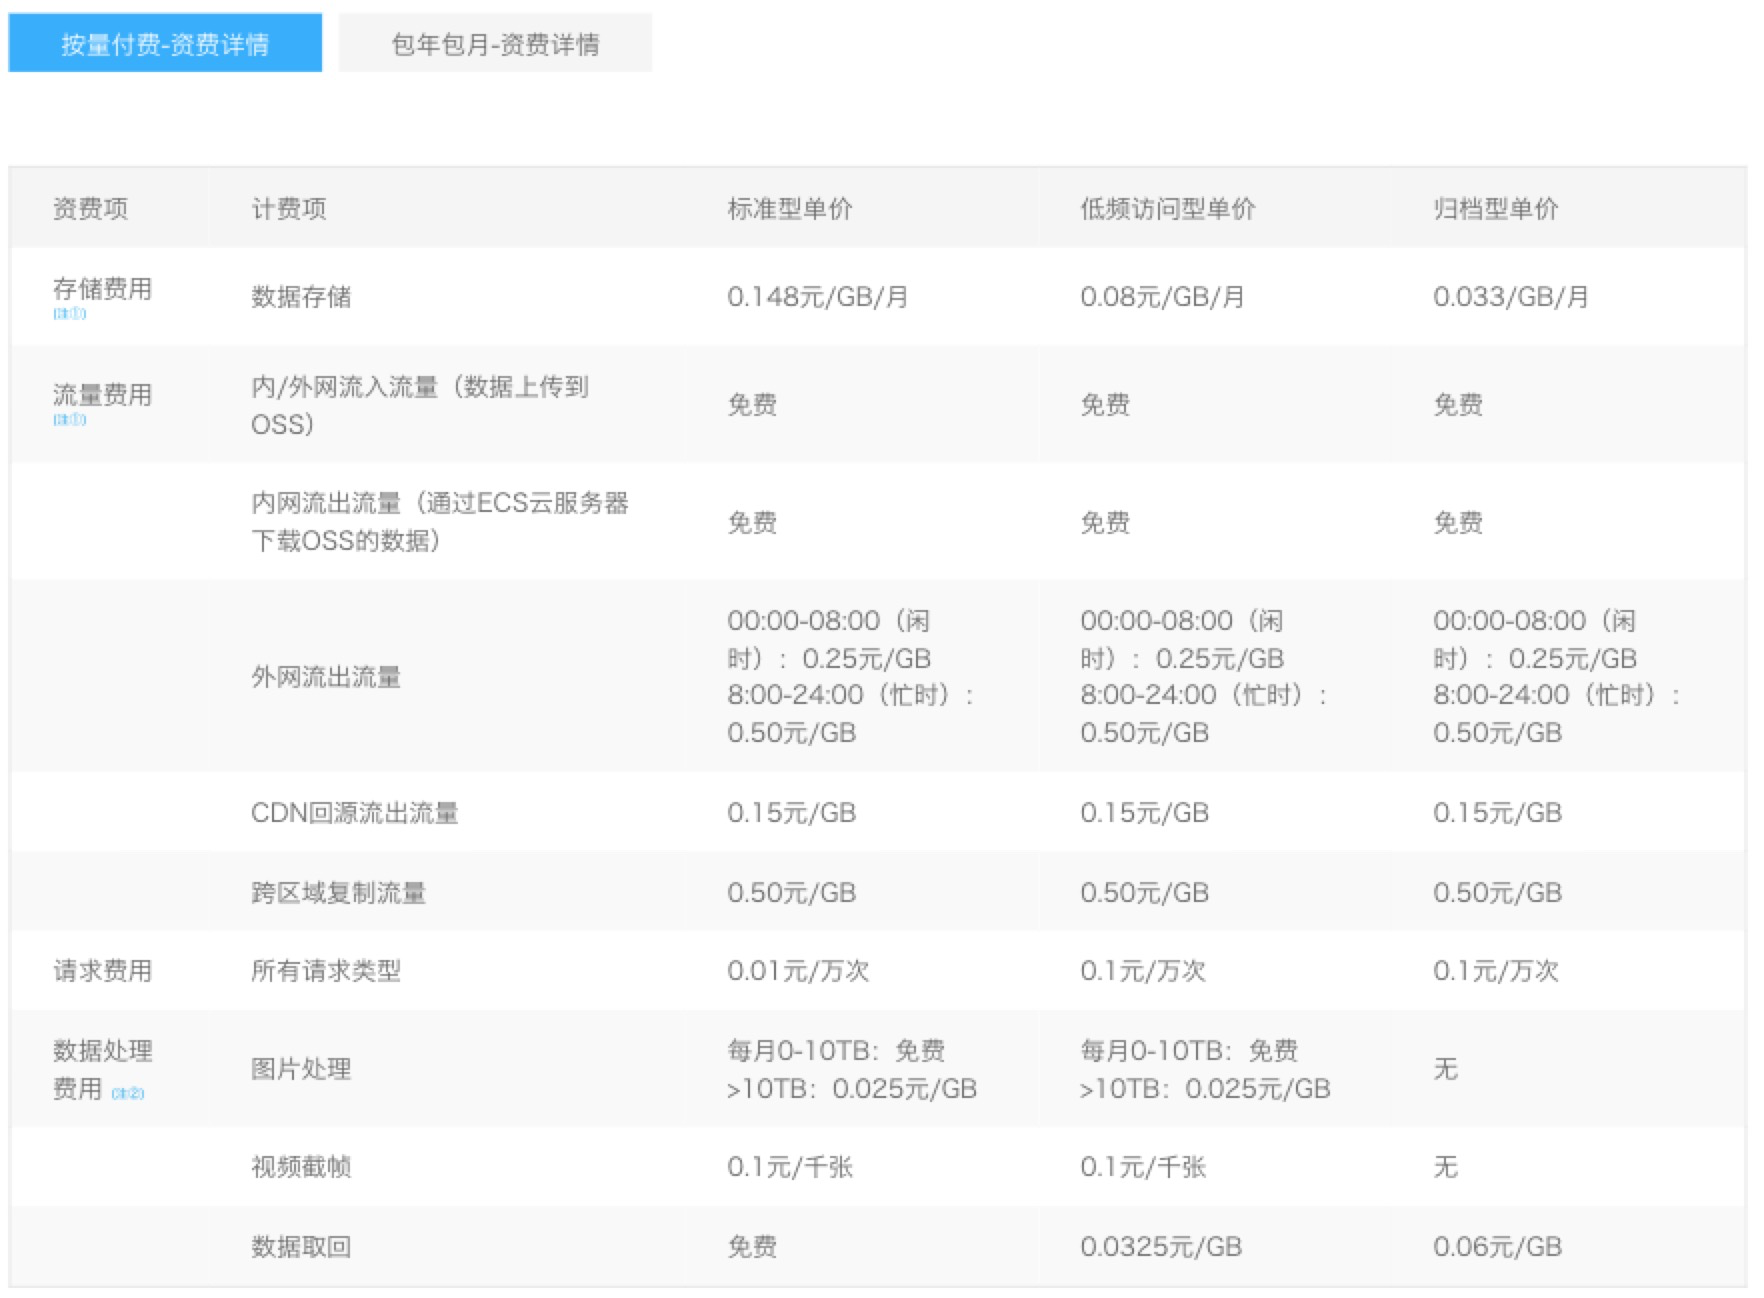 按量付费-资费详情
包年包月-资费详情
资费项
计费项
标准型单价
低频访问型单价
归档型单价
存储费用
(注①)
数据存储
0.148元/GB/月
0.08元/GB/月
0.033/GB/月
流量费用
(注①)
内/外网流入流量（数据上传到
OSS）
免费
免费
免费
内网流出流量（通过ECS云服务器
下载OSS的数据）
免费
免费
免费
外网流出流量
00:00-08:00（闲
时）：0.25元/GB
8:00-24:00（忙时）：
0.50元/GB
00:00-08:00（闲
时）：0.25元/GB
8:00-24:00（忙时）：
0.50元/GB
00:00-08:00（闲
时）：0.25元/GB
8:00-24:00（忙时）：
0.50元/GB
CDN回源流出流量
0.15元/GB
0.15元/GB
0.15元/GB
跨区域复制流量
0.50元/GB
0.50元/GB
0.50元/GB
请求费用
所有请求类型
0.01元/万次
0.1元/万次
0.1元/万次
数据处理
费用 (注②)
图片处理
每月0-10TB：免费
>10TB：0.025元/GB
每月0-10TB：免费
>10TB：0.025元/GB
无
视频截帧
0.1元/千张
0.1元/千张
无
数据取回
免费
0.0325元/GB
0.06元/GB